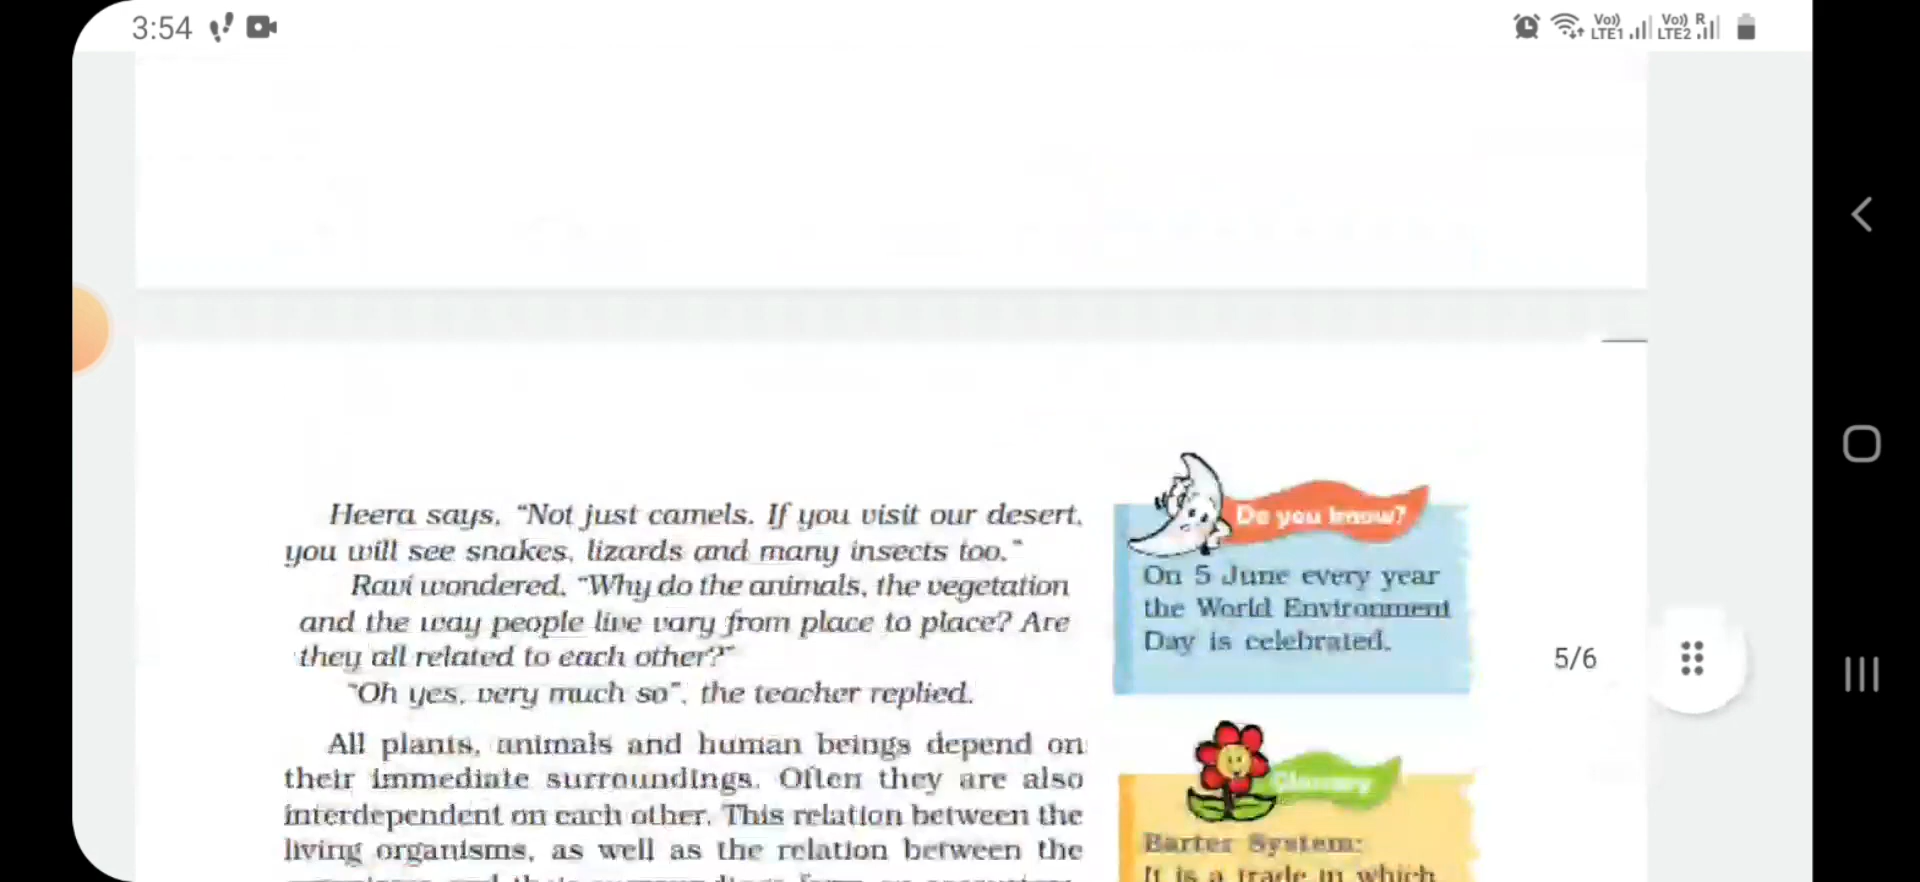 3:54
Vo)) LTE1
Vo)) R LTE2
Heera says, "Not just camels. If you visit our desert,
you will see snakes, lizards and many insects too."
Ravi wondered, "Why do the animals, the vegetation
and the way people live vary from place to place? Are
they all related to each other?"
"Oh yes, very much so", the teacher replied.
All plants, animals and human beings depend on
their immediate surroundings. Often they are also
interdependent on each other. This relation between the
living organisms, as well as the relation between the
Do you know?
On 5 June every year
the World Environment
Day is celebrated.
5/6
Glossary
Barter System:
It is a trade in which